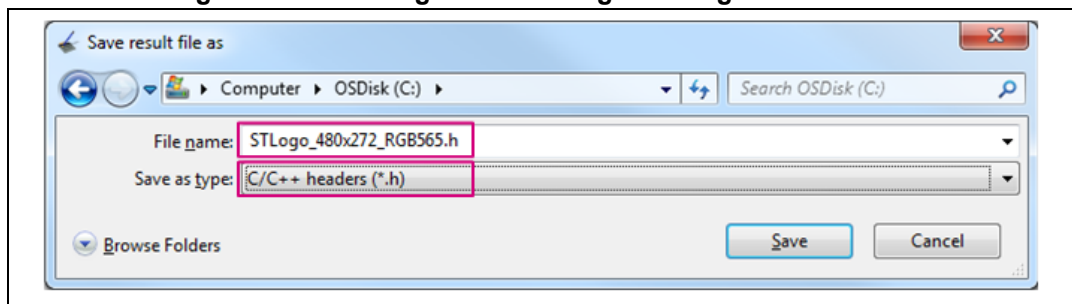 Save result file as
Computer OSDisk (C:) Search OSDisk (C:)
File name: STLogo_480x272_RGB565.h
Save as type: C/C++ headers (*.h)
Browse Folders Save Cancel